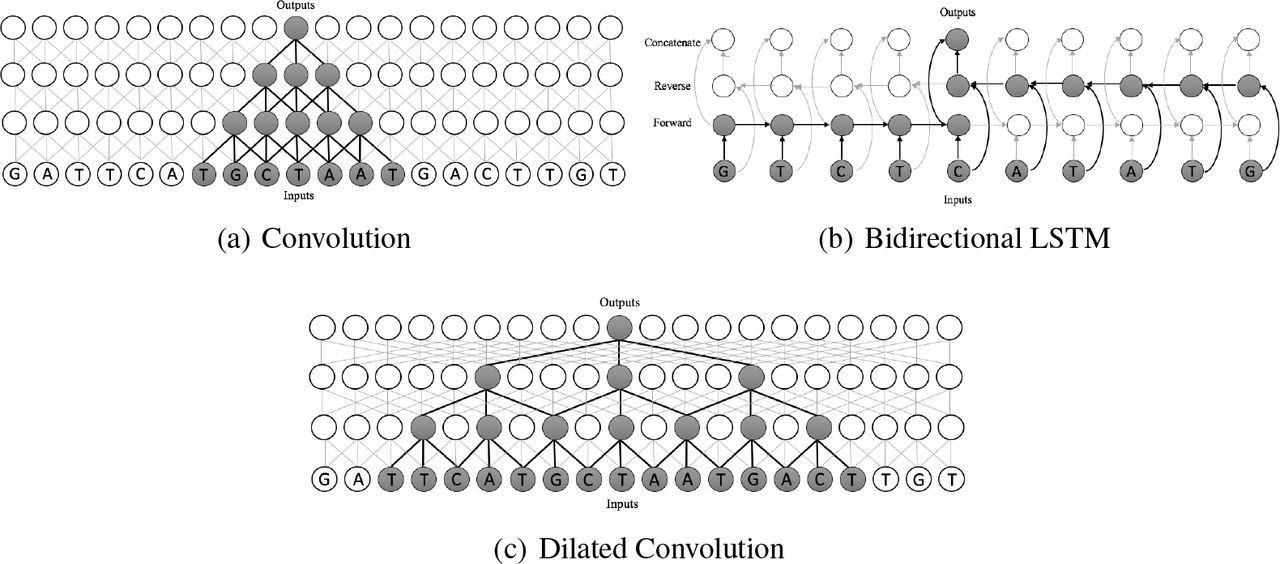 Outputs
G A T T C A T G C T A A T G A C T T G T
Inputs
(a) Convolution
Outputs
Concatenate
Reverse
Forward
G T C T C A T A T G
Inputs
(b) Bidirectional LSTM
Outputs
G A T T C A T G C T A A T G A C T T G T
Inputs
(c) Dilated Convolution